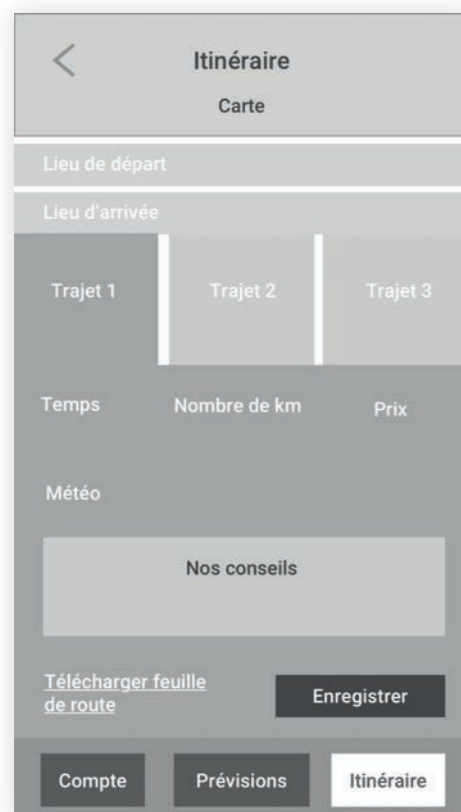 Itinéraire
Carte
Lieu de départ
Lieu d'arrivée
Trajet 1 Trajet 2 Trajet 3
Temps Nombre de km Prix
Météo
Nos conseils
Télécharger feuille
de route
Enregistrer
Compte Prévisions Itinéraire